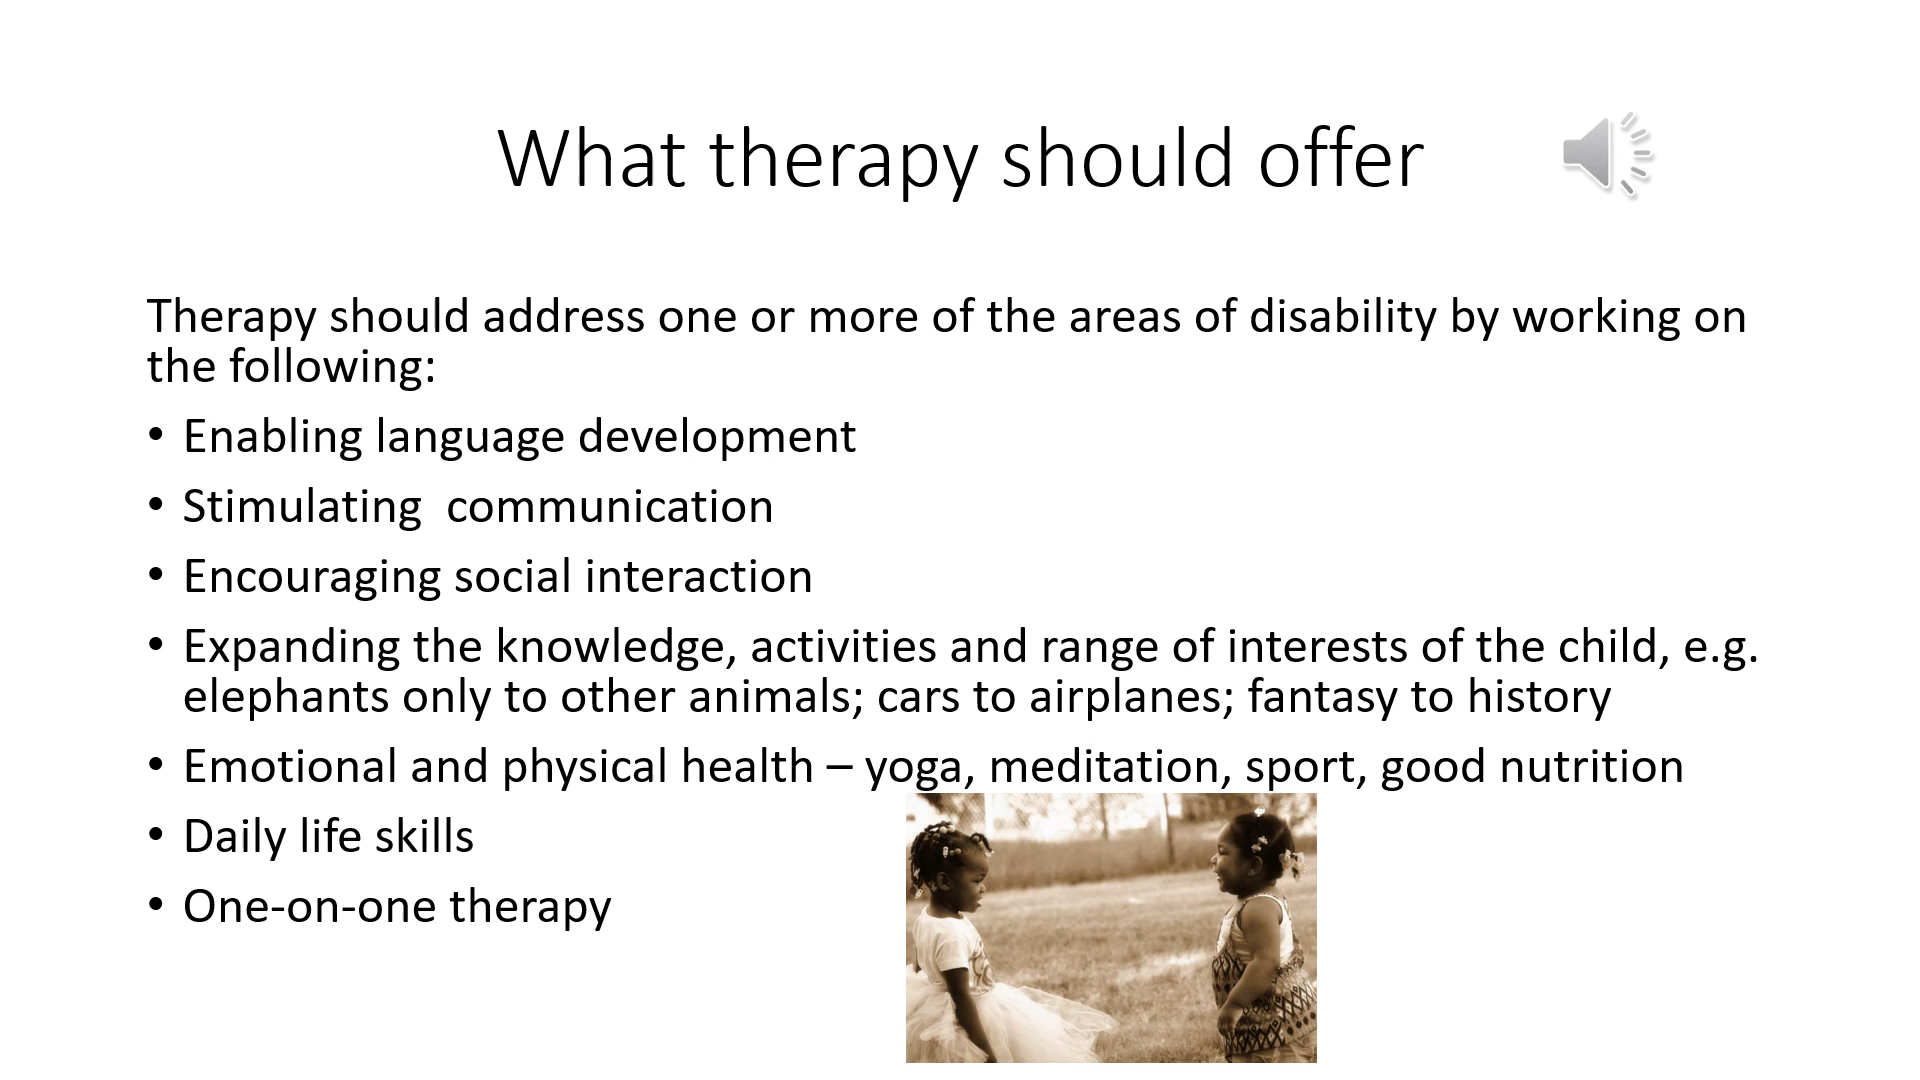 What therapy should offer
Therapy should address one or more of the areas of disability by working on
the following:
• Enabling language development
• Stimulating  communication
• Encouraging social interaction
• Expanding the knowledge, activities and range of interests of the child, e.g.
elephants only to other animals; cars to airplanes; fantasy to history
• Emotional and physical health – yoga, meditation, sport, good nutrition
• Daily life skills
• One-on-one therapy